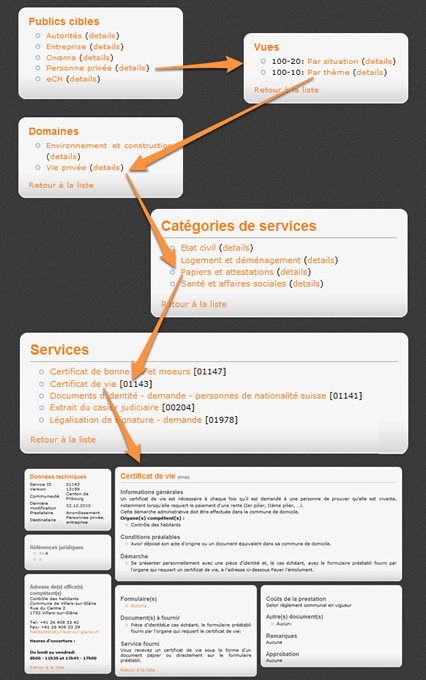 Publics cibles
Autorités (details)
Entreprise (details)
Owarna (details)
Personne privée (details)
eCH (details)
Vues
100-20: Par situation (details)
100-10: Par thème (details)
Retour à la liste
Domaines
Environnement et construction
(details)
Vie privée (details)
Retour à la liste
Catégories de services
Etat civil (details)
Logement et déménagement (details)
Papiers et attestations (details)
Santé et affaires sociales (details)
Retour à la liste
Services
Certificat de bonne et moeurs [01147]
Certificat de vie [01143]
Documents d'identité - demande - personnes de nationalité suisse [01141]
Extrait du casier judiciaire [00204]
Légalisation de signature - demande [01978]
Retour à la liste
Données techniques
Service ID 01143
Version 13199
Communauté Canton de Fribourg
Dernière modification 02.12.2010
Prestataire Arrondissement
Destinataire Personnes privée, entreprise
Références juridiques
Adresse de(s) office(s)
compétent(s)
Contrôle des habitants
Commune de Villars-sur-Glâne
Rue du Centre 2
1752 Villars-sur-Glâne
Tel: +41 26 408 33 42
Fax: +41 26 408 33 39
Heures d'ouverture :
Du lundi au vendredi
8h00 - 11h30 et 13h45 - 17h00
Retour à la liste
Certificat de vie [01143]
Informations générales
Un certificat de vie est nécessaire à chaque fois qu'il est demandé à une personne de prouver qu'elle est vivante,
notamment lorsqu'elle requiert le paiement d'une rente (2er pilier, IIème pilier, ...).
Cette démarche administrative doit être effectuée dans la commune de domicile.
Organe(s) compétent(s) :
Contrôle des habitants
Conditions préalables
Avoir déposé son acte d'origine ou un document équivalent dans sa commune de domicile.
Démarche
Se présenter personnellement avec une pièce d'identité et, le cas échéant, avec le formulaire préétabli fourni par
l'organe qui requiert un certificat de vie, à l'adresse ci-dessous Payer l'émolument.
Formulaire(s)
Aucun
Document(s) à fournir
Pièce d'identité,le cas échéant, le formulaire préétabli
fourni par l'organe qui requiert le certificat de vie:
Service fourni
Vous recevez un certificat de vie sous la forme d'un
document papier ou directement sur le formulaire
préétabli.
Retour à la liste
Coûts de la prestation
Selon règlement communal en vigueur
Autre(s) document(s)
Aucun
Remarques
Aucune
Approbation
Aucune